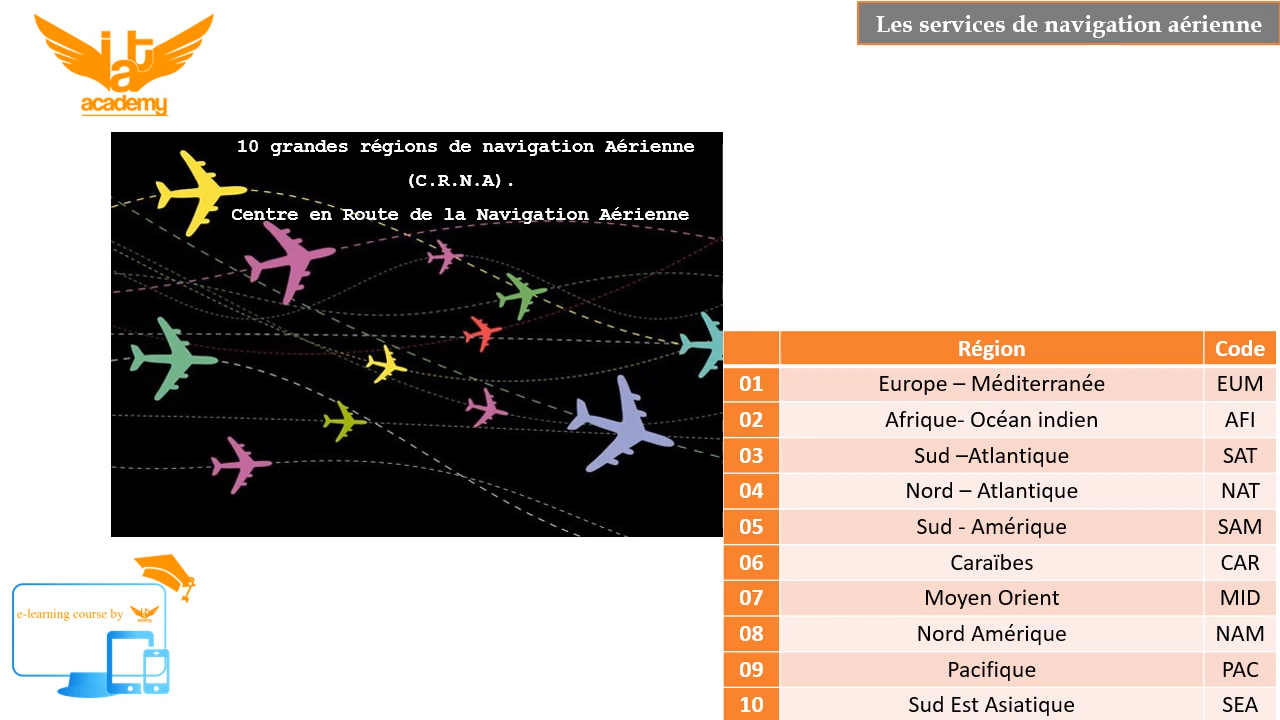 Les services de navigation aérienne
iat
academy
10 grandes régions de navigation Aérienne
(C.R.N.A).
Centre en Route de la Navigation Aérienne
Région Code
01 Europe – Méditerranée EUM
02 Afrique- Océan indien AFI
03 Sud –Atlantique SAT
04 Nord – Atlantique NAT
05 Sud - Amérique SAM
06 Caraïbes CAR
07 Moyen Orient MID
08 Nord Amérique NAM
09 Pacifique PAC
10 Sud Est Asiatique SEA
e-learning course by